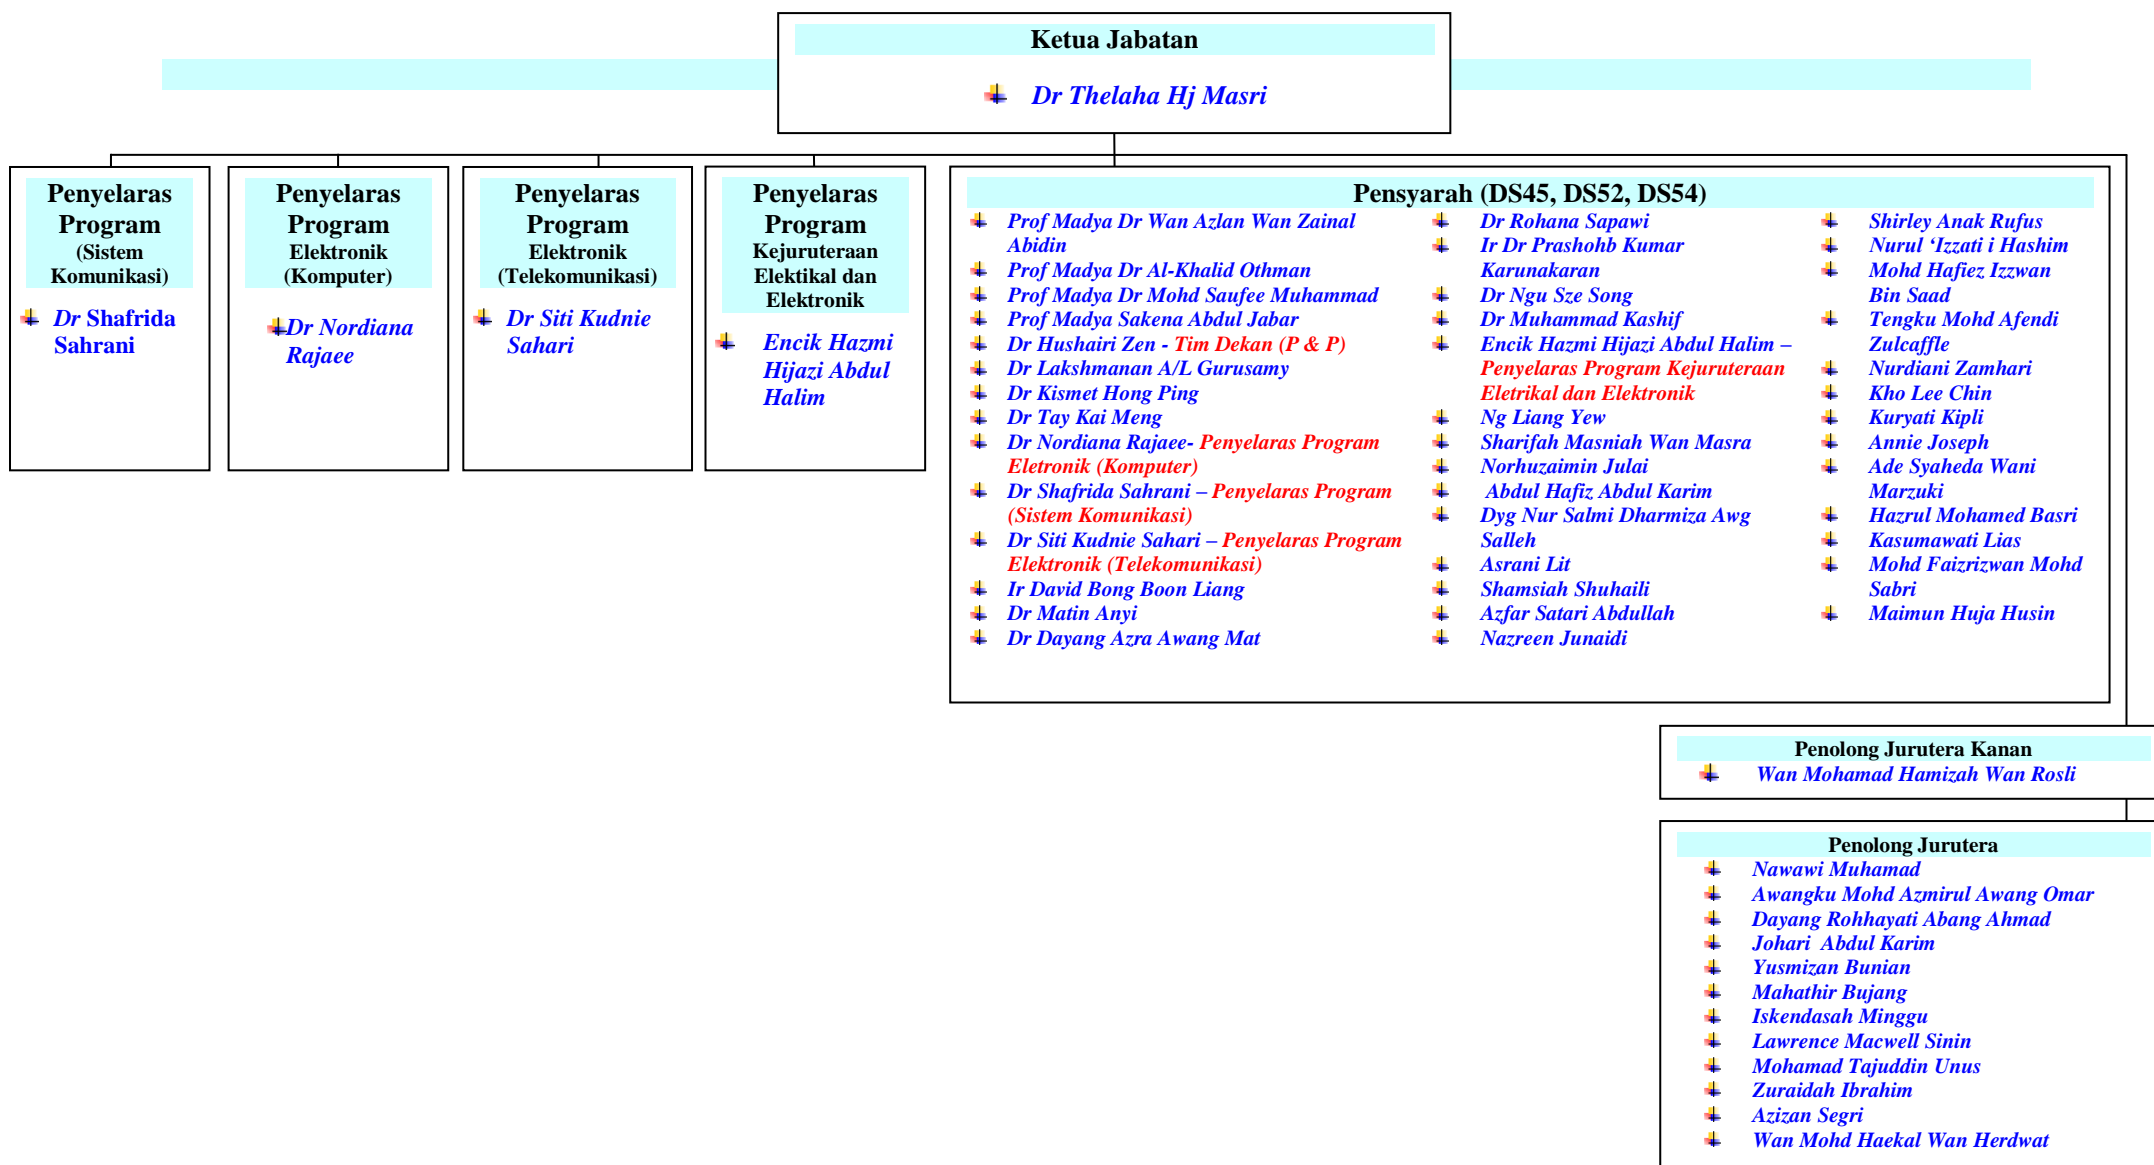 Ketua Jabatan
Dr Thelaha Hj Masri
Penyelaras
Program
(Sistem
Komunikasi)
Dr Shafrida
Sahrani
Penyelaras
Program
Elektronik
(Komputer)
Dr Nordiana
Rajaee
Penyelaras
Program
Elektronik
(Telekomunikasi)
Dr Siti Kudnie
Sahari
Penyelaras
Program
Kejuruteraan
Elektikal dan
Elektronik
Encik Hazmi
Hijazi Abdul
Halim
Pensyarah (DS45, DS52, DS54)
Prof Madya Dr Wan Azlan Wan Zainal
Abidin
Prof Madya Dr Al-Khalid Othman
Prof Madya Dr Mohd Saufee Muhammad
Prof Madya Sakena Abdul Jabar
Dr Hushairi Zen - Tim Dekan (P & P)
Dr Lakshmanan A/L Gurusamy
Dr Kismet Hong Ping
Dr Tay Kai Meng
Dr Nordiana Rajaee- Penyelaras Program
Eletronik (Komputer)
Dr Shafrida Sahrani – Penyelaras Program
(Sistem Komunikasi)
Dr Siti Kudnie Sahari – Penyelaras Program
Elektronik (Telekomunikasi)
Ir David Bong Boon Liang
Dr Matin Anyi
Dr Dayang Azra Awang Mat
Dr Rohana Sapawi
Ir Dr Prashohb Kumar
Karunakaran
Dr Ngu Sze Song
Dr Muhammad Kashif
Encik Hazmi Hijazi Abdul Halim –
Penyelaras Program Kejuruteraan
Eletrikal dan Elektronik
Ng Liang Yew
Sharifah Masniah Wan Masra
Norhuzaimin Julai
Abdul Hafiz Abdul Karim
Dyg Nur Salmi Dharmiza Awg
Salleh
Asrani Lit
Shamsiah Shuhaili
Azfar Satari Abdullah
Nazreen Junaidi
Shirley Anak Rufus
Nurul ‘Izzati i Hashim
Mohd Hafiez Izzwan
Bin Saad
Tengku Mohd Afendi
Zulcaffle
Nurdiani Zamhari
Kho Lee Chin
Kuryati Kipli
Annie Joseph
Ade Syaheda Wani
Marzuki
Hazrul Mohamed Basri
Kasumawati Lias
Mohd Faizrizwan Mohd
Sabri
Maimun Huja Husin
Penolong Jurutera Kanan
Wan Mohamad Hamizah Wan Rosli
Penolong Jurutera
Nawawi Muhamad
Awangku Mohd Azmirul Awang Omar
Dayang Rohhayati Abang Ahmad
Johari  Abdul Karim
Yusmizan Bunian
Mahathir Bujang
Iskendasah Minggu
Lawrence Macwell Sinin
Mohamad Tajuddin Unus
Zuraidah Ibrahim
Azizan Segri
Wan Mohd Haekal Wan Herdwat